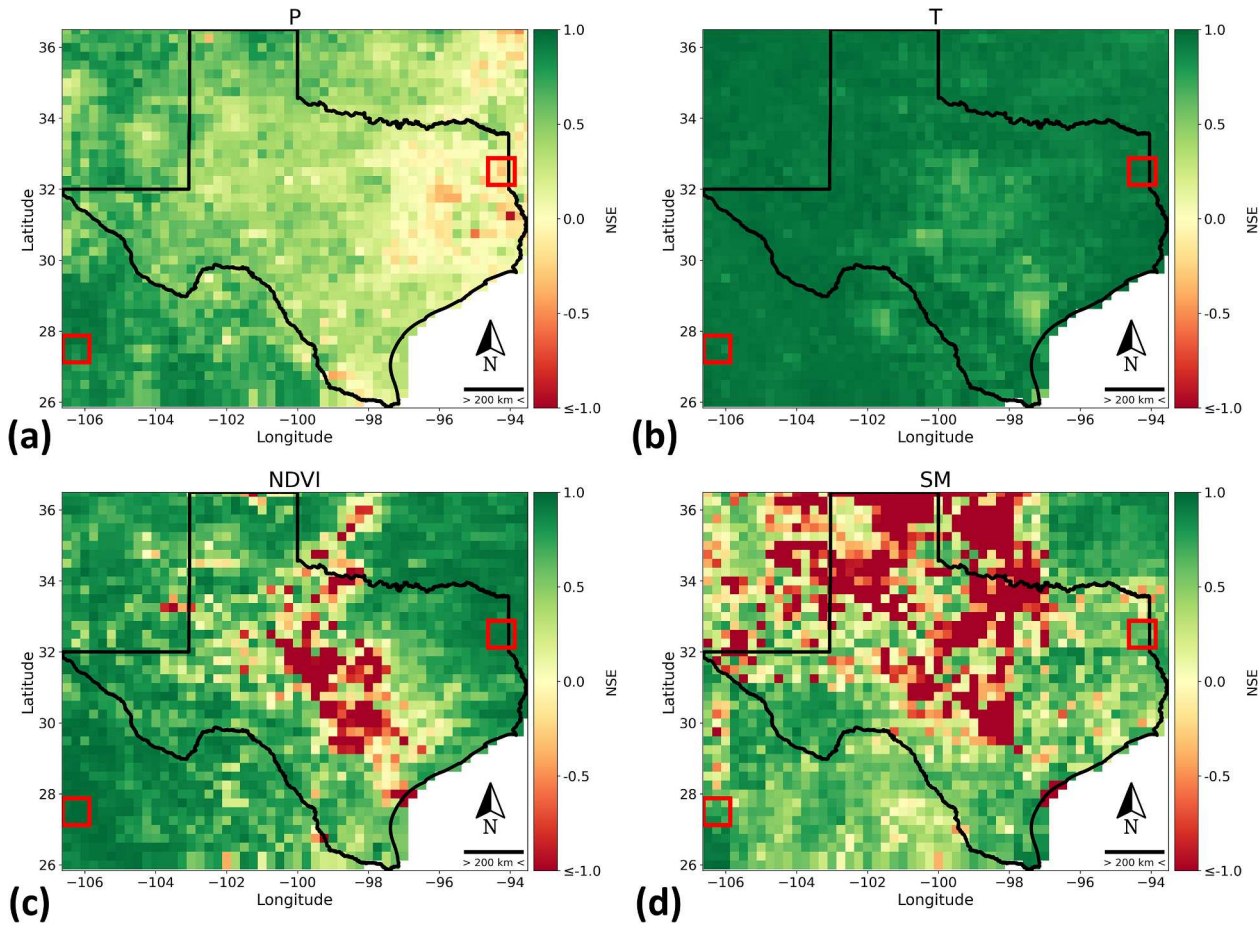 P
36
34
32
30
28
26
Latitude
−106
−104
−102
−100
−98
−96
−94
Longitude
N
> 200 km <
1.0
0.5
0.0
-0.5
≤-1.0
NSE
(a)
T
36
34
32
30
28
26
Latitude
−106
−104
−102
−100
−98
−96
−94
Longitude
N
> 200 km <
1.0
0.5
0.0
-0.5
≤-1.0
NSE
(b)
NDVI
36
34
32
30
28
26
Latitude
−106
−104
−102
−100
−98
−96
−94
Longitude
N
> 200 km <
1.0
0.5
0.0
-0.5
≤-1.0
NSE
(c)
SM
36
34
32
30
28
26
Latitude
−106
−104
−102
−100
−98
−96
−94
Longitude
N
> 200 km <
1.0
0.5
0.0
-0.5
≤-1.0
NSE
(d)